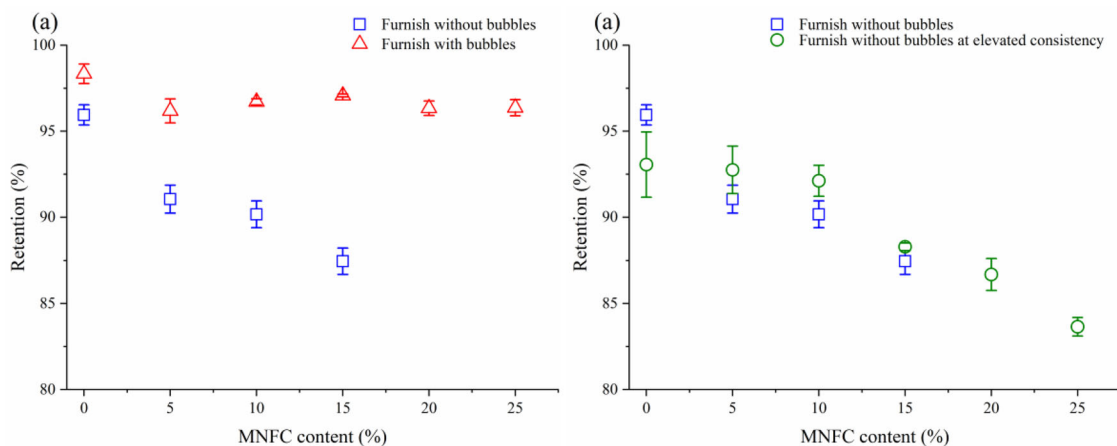 (a)
Furnish without bubbles
Furnish with bubbles
100
95
90
85
80
Retention (%)
0 5 10 15 20 25
MNFC content (%)
(a)
Furnish without bubbles
Furnish without bubbles at elevated consistency
100
95
90
85
80
Retention (%)
0 5 10 15 20 25
MNFC content (%)